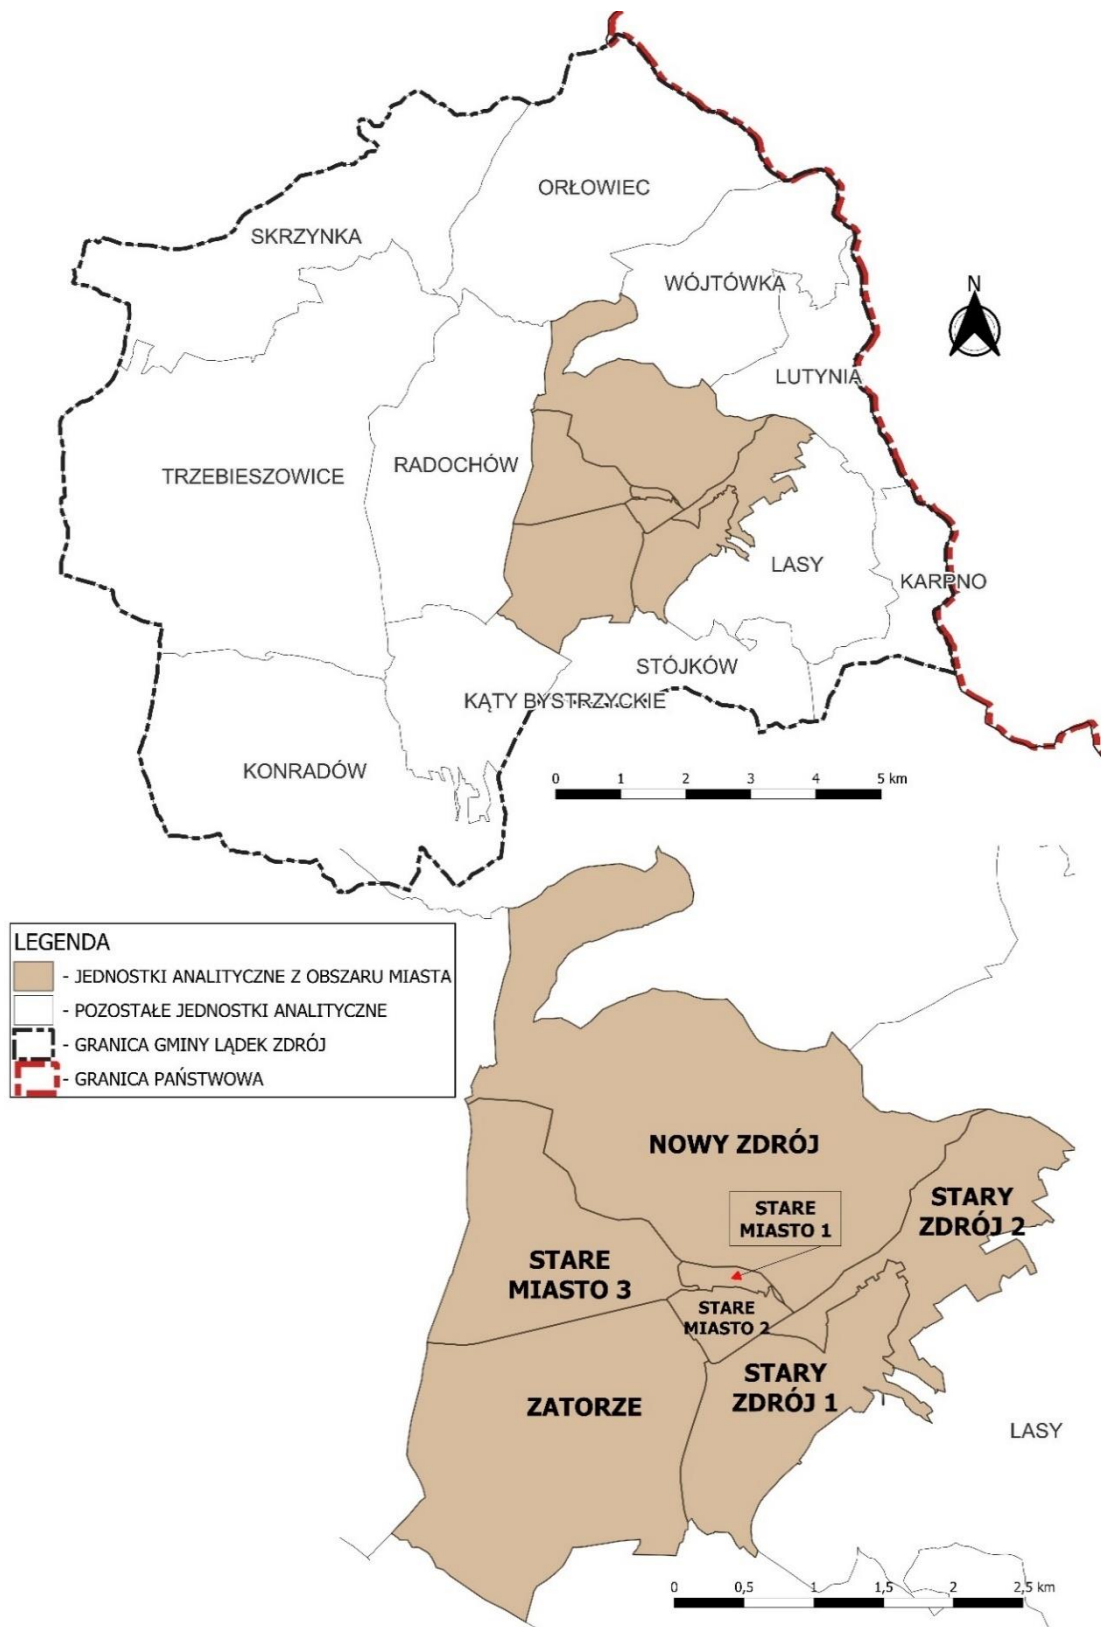 ORŁOWIEC
SKRZYNKA
WÓJTÓWKA
N
LUTYNIA
RADOCHÓW
TRZEBIESZOWICE
LASY
KARPNO
STÓJKÓW
KĄTY BYSTRZYCKIE
KONRADÓW
0 1 2 3 4 5 km
LEGENDA
- JEDNOSTKI ANALITYCZNE Z OBSZARU MIASTA
- POZOSTAŁE JEDNOSTKI ANALITYCZNE
- GRANICA GMINY LĄDEK ZDRÓJ
- GRANICA PAŃSTWOWA
NOWY ZDRÓJ
STARY
ZDRÓJ 2
STARE
MIASTO 1
STARE
MIASTO 3
STARE
MIASTO 2
STARY
ZDRÓJ 1
ZATORZE
LASY
0 0,5 1 1,5 2 2,5 km